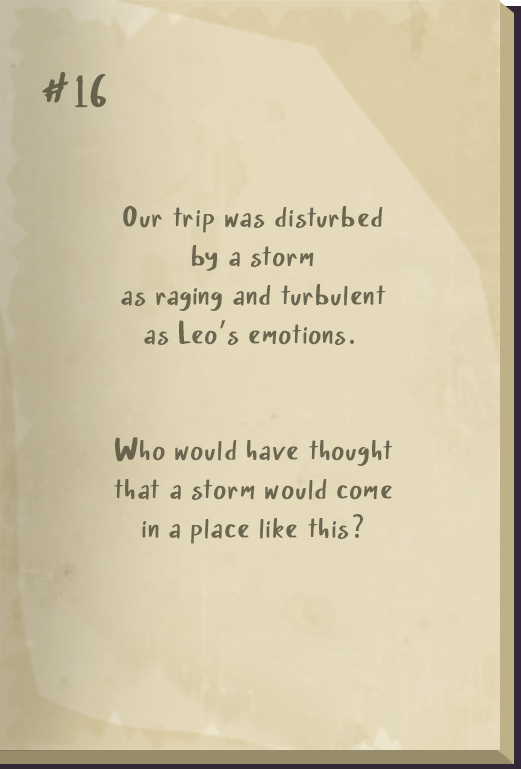 #16
Our trip was disturbed
by a storm
as raging and turbulent
as Leo's emotions.
Who would have thought
that a storm would come
in a place like this?